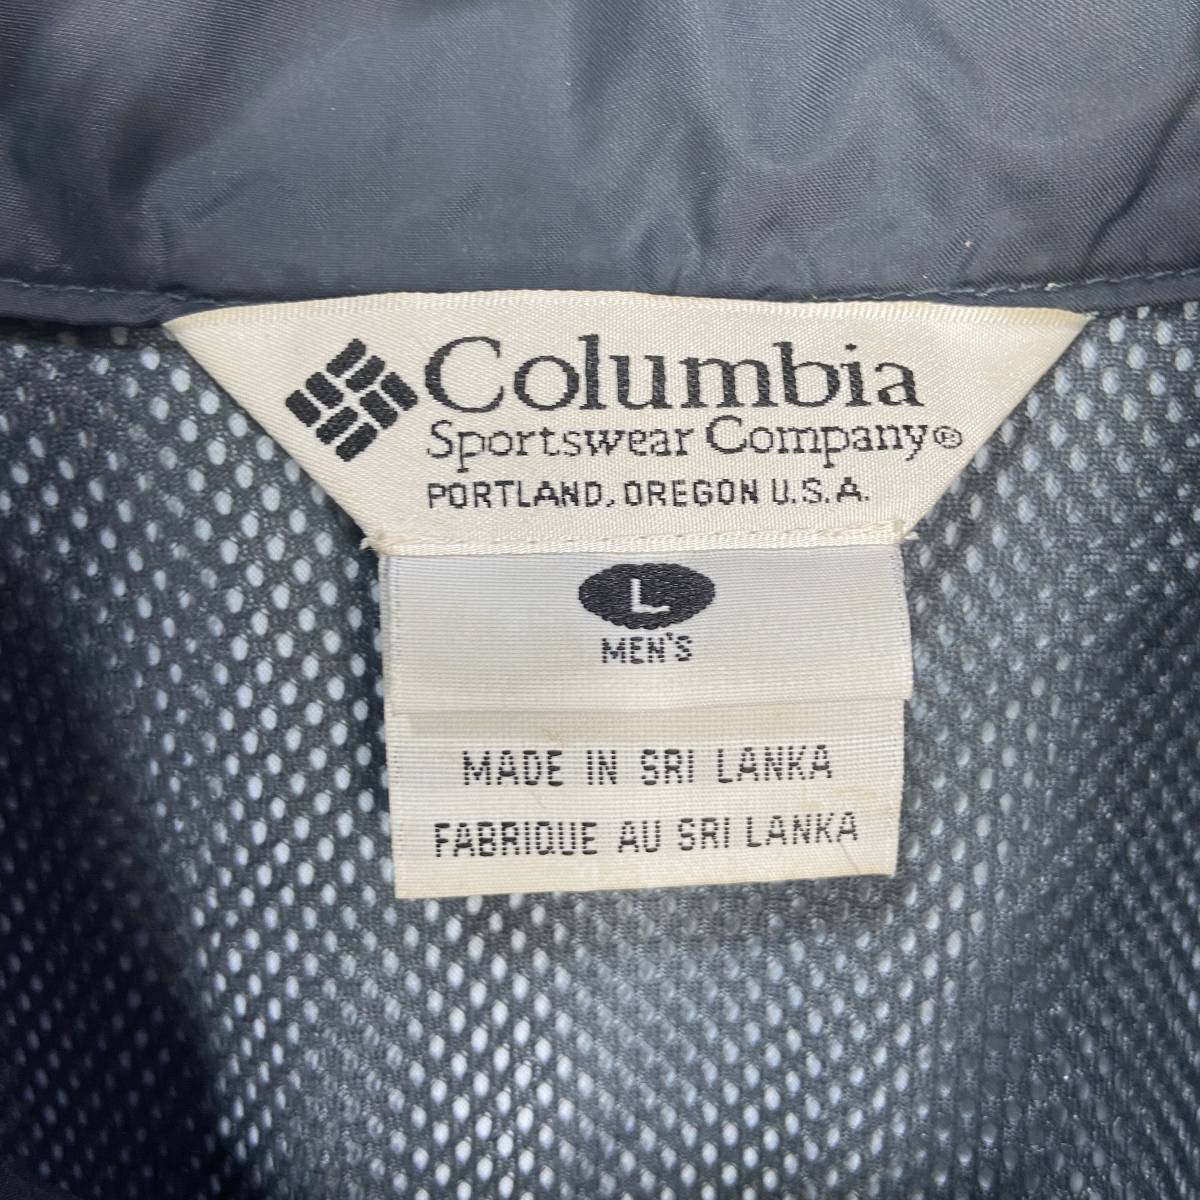 Columbia
Sportswear Company®
PORTLAND, OREGON U.S.A.
L
MEN'S
MADE IN SRI LANKA
FABRIQUE AU SRI LANKA